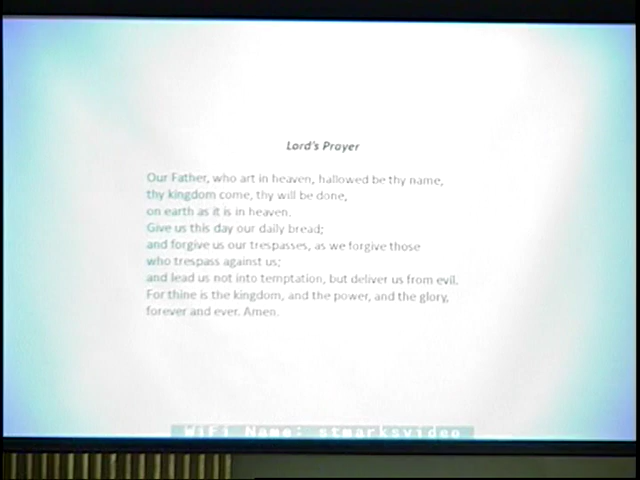 Lord's Prayer
Our Father, who art in heaven, hallowed be thy name,
thy kingdom come, thy will be done,
on earth as it is in heaven.
Give us this day our daily bread;
and forgive us our trespasses, as we forgive those
who trespass against us;
and lead us not into temptation, but deliver us from evil.
For thine is the kingdom, and the power, and the glory,
forever and ever. Amen.
WiFi Name: stmarksvideo